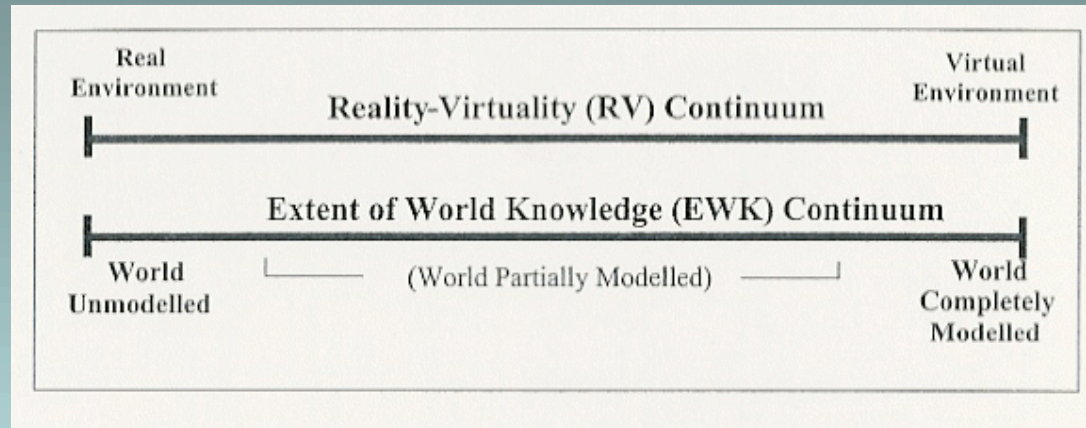 Real
Environment
Virtual
Environment
Reality-Virtuality (RV) Continuum
Extent of World Knowledge (EWK) Continuum
World
Unmodelled
(World Partially Modelled)
World
Completely
Modelled